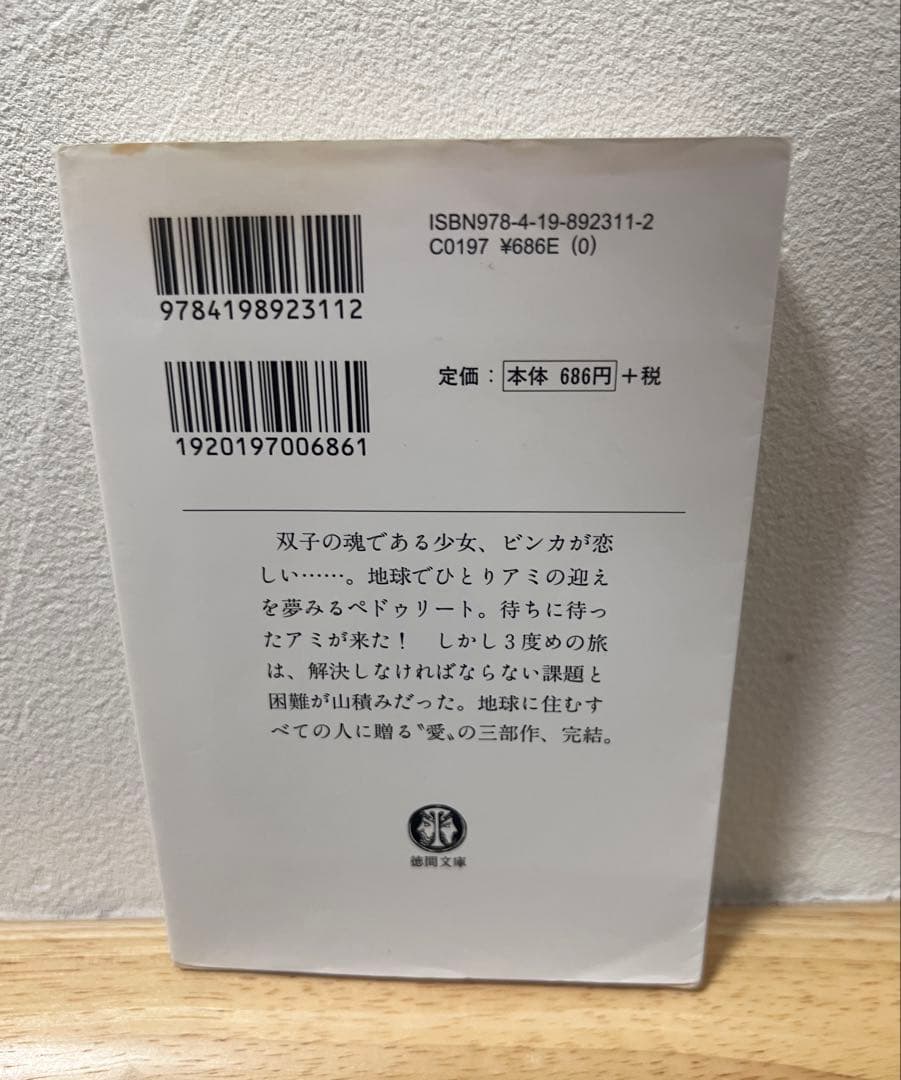 ISBN978-4-19-892311-2
C0197 ¥686E (0)
9784198923112
定価：本体 686円＋税
1920197006861
双子の魂である少女、ビンカが恋
しい……。地球でひとりアミの迎え
を夢みるペドゥリート。待ちに待っ
たアミが来た！　しかし３度めの旅
は、解決しなければならない課題と
困難が山積みだった。地球に住むす
べての人に贈る〝愛〟の三部作、完結。
徳間文庫